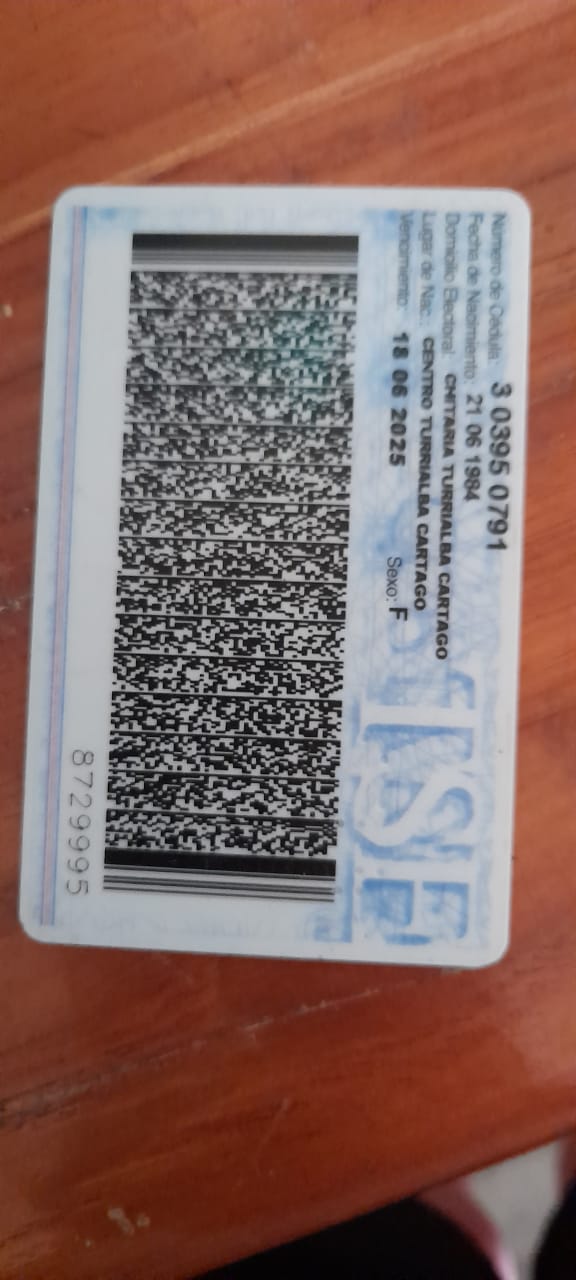 Número de Cédula: 3 0395 0791
Fecha de Nacimiento: 21 06 1984
Domicilio Electoral: CHITARIA TURRIALBA CARTAGO
Lugar de Nac.: CENTRO TURRIALBA CARTAGO
Vencimiento: 18 06 2025 Sexo: F
TSE
8729995